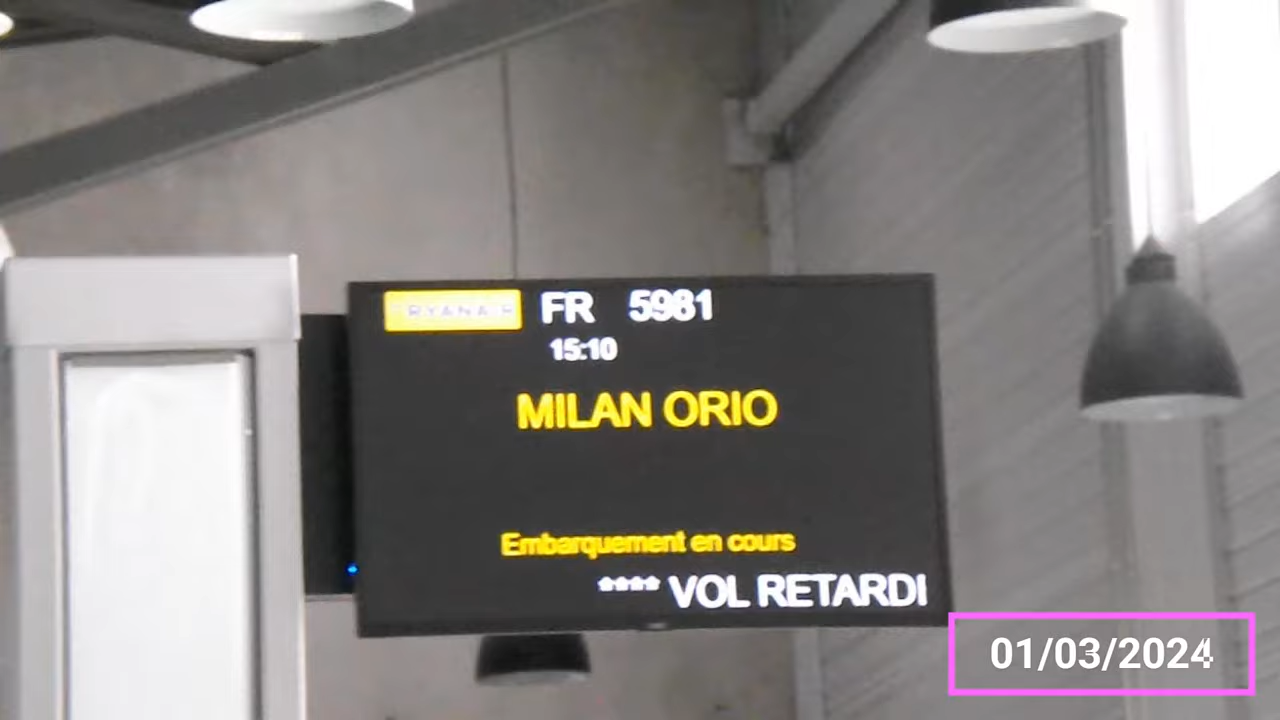 RYANAIR FR 5981
15:10
MILAN ORIO
Embarquement en cours
**** VOL RETARDI
01/03/2024